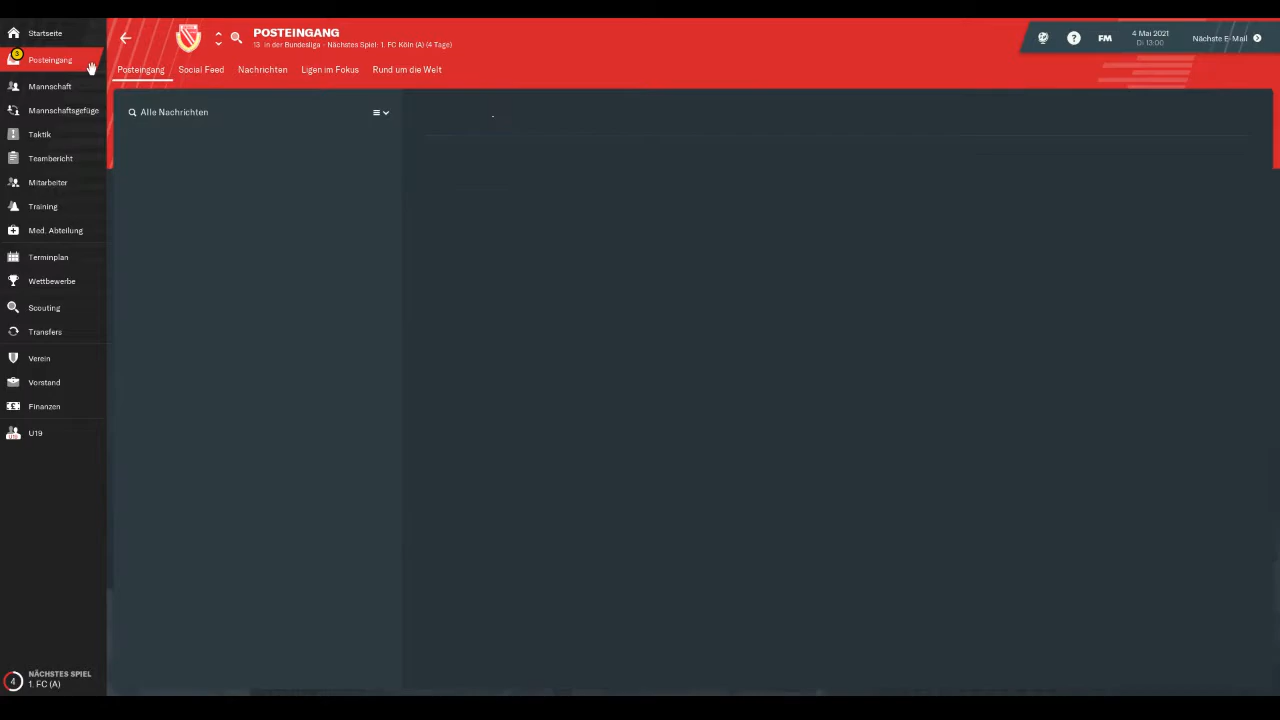 Startseite
3
Posteingang
Mannschaft
Mannschaftsgefüge
Taktik
Teambericht
Mitarbeiter
Training
Med. Abteilung
Terminplan
Wettbewerbe
Scouting
Transfers
Verein
Vorstand
Finanzen
U19
4
NÄCHSTES SPIEL
1. FC (A)
POSTEINGANG
13 in der Bundesliga - Nächstes Spiel: 1. FC Köln (A) (4 Tage)
Posteingang Social Feed Nachrichten Ligen im Fokus Rund um die Welt
? FM
4 Mai 2021
Di 13:00
Nächste E-Mail
Alle Nachrichten